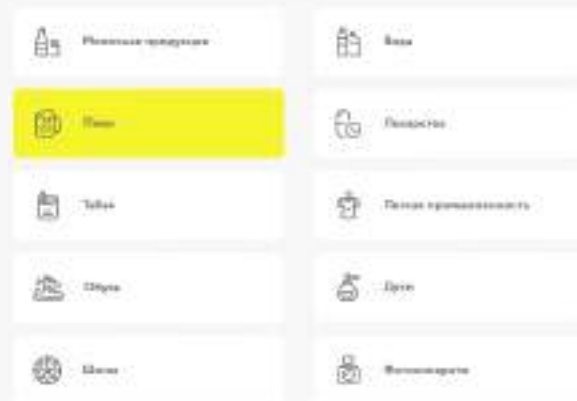 Молочная продукция
Вода
Пиво
Лекарства
Табак
Легкая промышленность
Обувь
Духи
Шины
Фотоаппараты